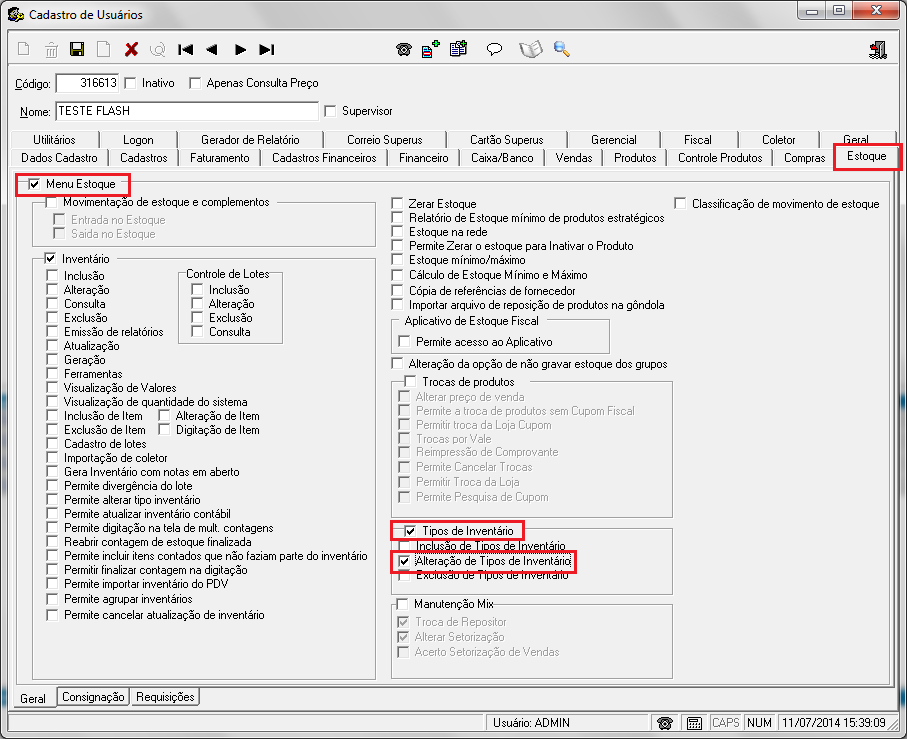 Cadastro de Usuários
Código: 316613 Inativo Apenas Consulta Preço
Nome: TESTE FLASH Supervisor
Utilitários Logon Gerador de Relatório Correio Superus Cartão Superus Gerencial Fiscal Coletor Geral
Dados Cadastro Cadastros Faturamento Cadastros Financeiros Financeiro Caixa/Banco Vendas Produtos Controle Produtos Compras Estoque
Menu Estoque
Movimentação de estoque e complementos
Entrada no Estoque
Saida no Estoque
Inventário
Inclusão
Alteração
Consulta
Exclusão
Emissão de relatórios
Atualização
Geração
Ferramentas
Visualização de Valores
Visualização de quantidade do sistema
Inclusão de Item Alteração de Item
Exclusão de Item Digitação de Item
Cadastro de lotes
Importação de coletor
Gera Inventário com notas em aberto
Permite divergência do lote
Permite alterar tipo inventário
Permite atualizar inventário contábil
Permite digitação na tela de mult. contagens
Reabrir contagem de estoque finalizada
Permite incluir itens contados que não faziam parte do inventário
Permitir finalizar contagem na digitação
Permite importar inventário do PDV
Permite agrupar inventários
Permite cancelar atualização de inventário
Controle de Lotes
Inclusão
Alteração
Exclusão
Consulta
Zerar Estoque
Relatório de Estoque mínimo de produtos estratégicos
Estoque na rede
Permite Zerar o estoque para Inativar o Produto
Estoque mínimo/máximo
Cálculo de Estoque Mínimo e Máximo
Cópia de referências de fornecedor
Importar arquivo de reposição de produtos na gôndola
Aplicativo de Estoque Fiscal
Permite acesso ao Aplicativo
Alteração da opção de não gravar estoque dos grupos
Trocas de produtos
Alterar preço de venda
Permite a troca de produtos sem Cupom Fiscal
Permitir troca da Loja Cupom
Trocas por Vale
Reimpressão de Comprovante
Permite Cancelar Trocas
Permitir Troca da Loja
Permite Pesquisa de Cupom
Tipos de Inventário
Inclusão de Tipos de Inventário
Alteração de Tipos de Inventário
Exclusão de Tipos de Inventário
Manutenção Mix
Troca de Repositor
Alterar Setorização
Acerto Setorização de Vendas
Classificação de movimento de estoque
Geral Consignação Requisições
Usuário: ADMIN CAPS NUM 11/07/2014 15:39:09